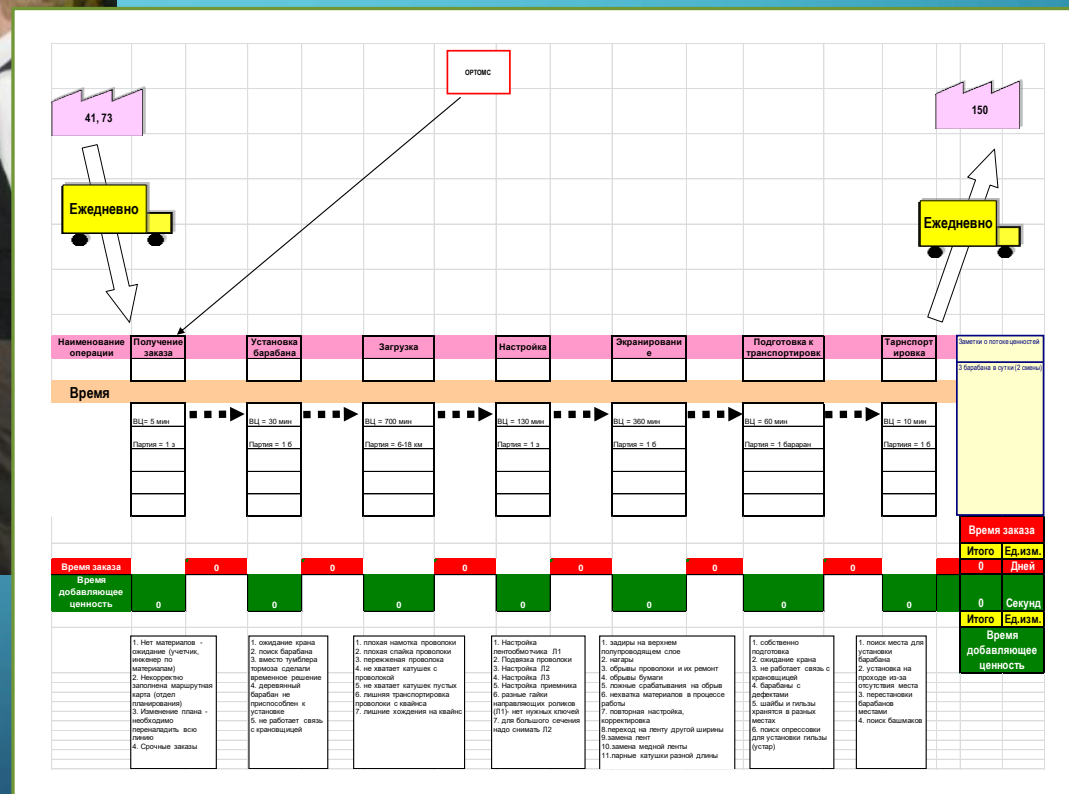 ОРТОМС
41, 73
150
Ежедневно
Ежедневно
Наименование
операции
Получение
заказа
Установка
барабана
Загрузка
Настройка
Экранировани
е
Подготовка к
транспортировк
Тарнспорт
ировка
Заметки о потоке ценностей
3 барабана в сутки (2 смены)
Время
ВЦ= 5 мин
Партия = 1 з
ВЦ = 30 мин
Партия = 1 б
ВЦ = 700 мин
Партия = 6-18 км
ВЦ = 130 мин
Партия = 1 з
ВЦ = 360 мин
Партия = 1 б
ВЦ = 60 мин
Партия = 1 бараран
ВЦ = 10 мин
Партиия = 1 б
Время заказа
Итого Ед.изм.
Время заказа 0 0 0 0 0 0 0 Дней
Время
добавляющее
ценность 0 0 0 0 0 0 0 0 Секунд
Итого Ед.изм.
Время
добавляющее
ценность
1. Нет материалов -
ожидание (учетчик,
инженер по
материалам)
2. Некорректно
заполнена маршрутная
карта (отдел
планирования)
3. Изменение плана -
необходимо
переналадить всю
линию
4. Срочные заказы
1. ожидание крана
2. поиск барабана
3. вместо тумблера
тормоза сделали
временное решение
4. деревянный
барабан не
приспособлен к
установке
5. не работает связь
с крановщицей
1. плохая намотка проволоки
2. плохая спайка проволоки
3. пережженая проволока
4. не хватает катушек с
проволокой
5. не хватает катушек пустых
6. лишняя транспортировка
проволоки с квайнса
7. лишние хождения на квайнс
1. Настройка
лентообмотчика Л1
2. Подвязка проволоки
3. Настройка Л2
4. Настройка Л3
5. Настройка приемника
6. разные гайки
направляющих роликов
(Л1)- нет нужных ключей
7. для большого сечения
надо снимать Л2
1. задиры на верхнем
полупроводящем слое
2. нагары
3. обрывы проволоки и их ремонт
4. обрывы бумаги
5. ложные срабатывания на обрыв
6. нехватка материалов в процессе
работы
7. повторная настройка,
корректировка
8.переход на ленту другой ширины
9.замена лент
10.замена медной ленты
11.парные катушки разной длины
1. собственно
подготовка
2. ожидание крана
3. не работает связь с
крановщицей
4. барабаны с
дефектами
5. шайбы и гильзы
хранятся в разных
местах
6. поиск опрессовки
для установки гильзы
(устар)
1. поиск места для
установки
барабана
2. установка на
проходе из-за
отсутствия места
3. перестановки
барабанов
местами
4. поиск башмаков